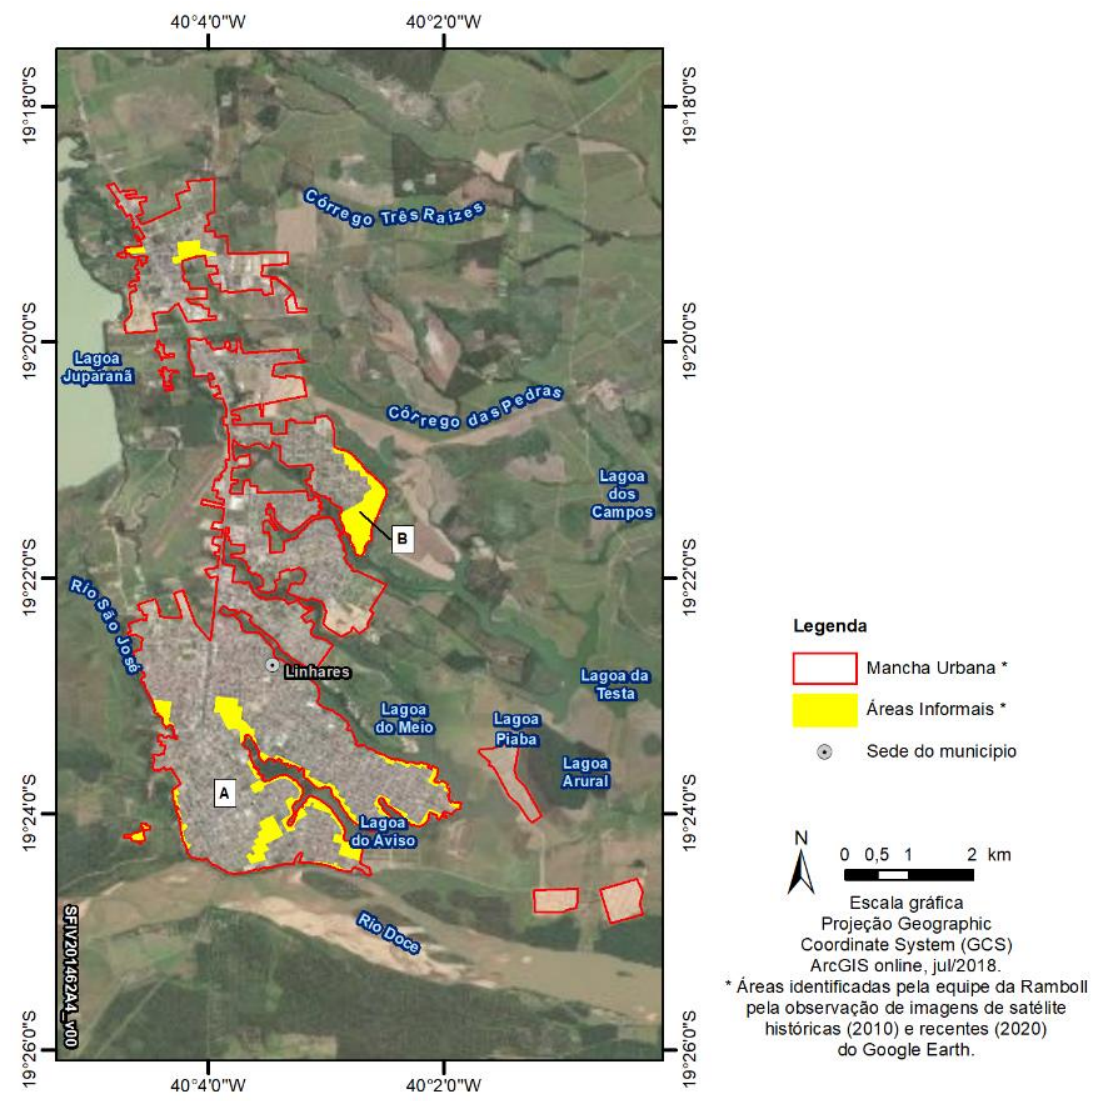 40°4'0"W
40°2'0"W
19°18'0"S
19°18'0"S
Córrego Três Raízes
19°20'0"S
19°20'0"S
Lagoa
Juparanã
Córrego das Pedras
Lagoa
dos
Campos
B
19°22'0"S
19°22'0"S
Rio São José
Linhares
Lagoa da
Testa
Lagoa
do Meio
Lagoa
Piaba
Lagoa
Arural
A
19°24'0"S
19°24'0"S
Lagoa
do Aviso
Rio Doce
SFIV201462A4_v00
19°26'0"S
19°26'0"S
40°4'0"W
40°2'0"W
Legenda
Mancha Urbana *
Áreas Informais *
Sede do município
N
0 0,5 1 2 km
Escala gráfica
Projeção Geographic
Coordinate System (GCS)
ArcGIS online, jul/2018.
* Áreas identificadas pela equipe da Ramboll
pela observação de imagens de satélite
históricas (2010) e recentes (2020)
do Google Earth.